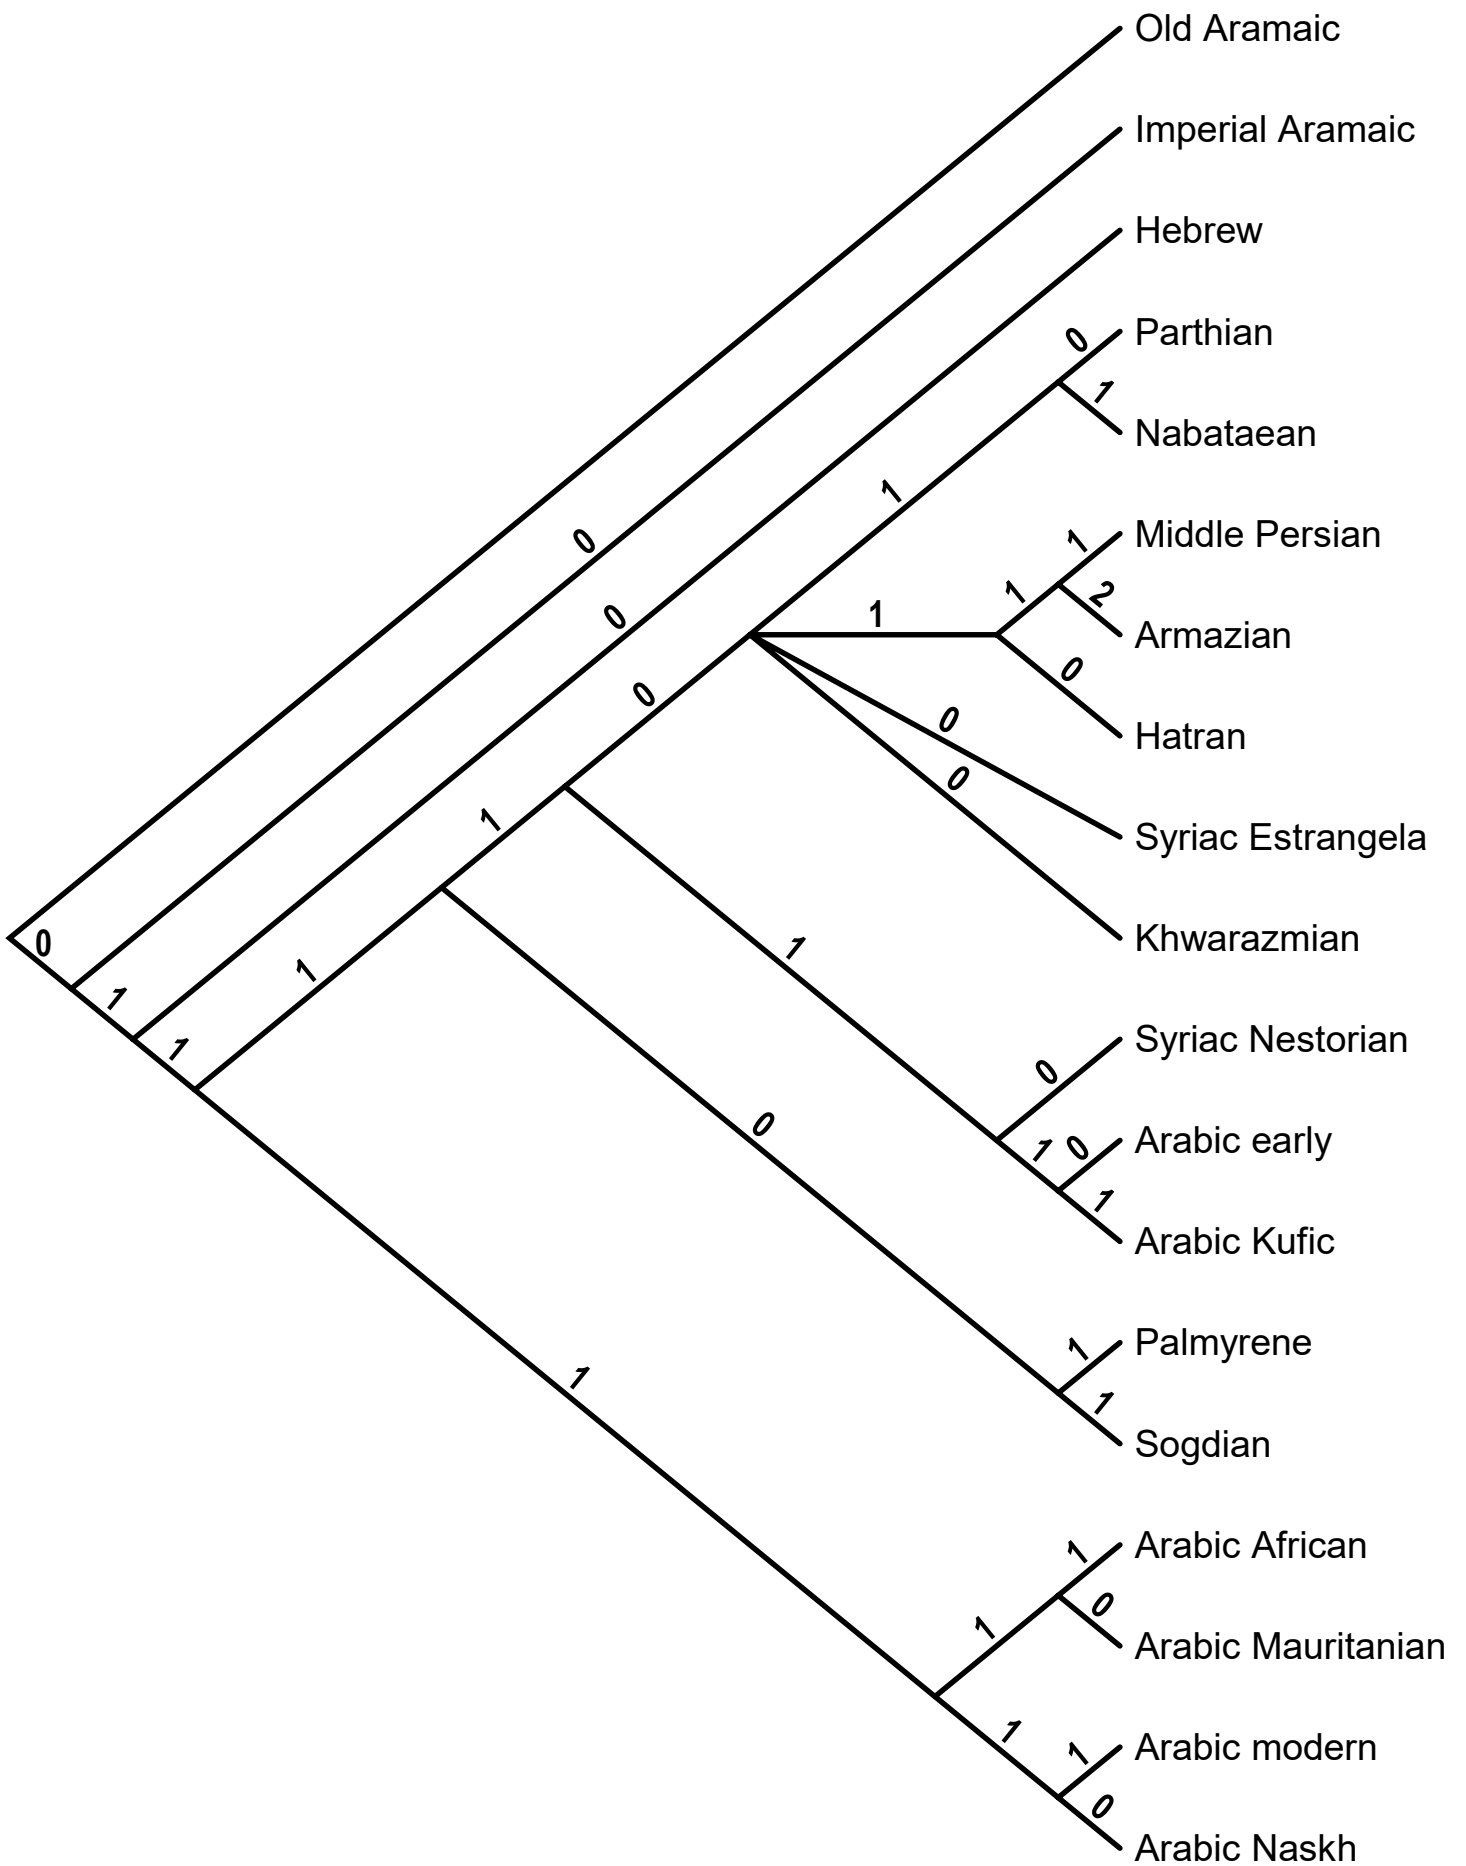 Old Aramaic
Imperial Aramaic
Hebrew
0
Parthian
1
Nabataean
1
1
Middle Persian
0
1
2
1
Armazian
0
0
Hatran
0
0
0
Syriac Estrangela
1
0
Khwarazmian
1
0
1
1
1
Syriac Nestorian
0
0
1
0
Arabic early
1
Arabic Kufic
1
Palmyrene
1
1
Sogdian
1
Arabic African
1
0
Arabic Mauritanian
1
1
Arabic modern
0
Arabic Naskh